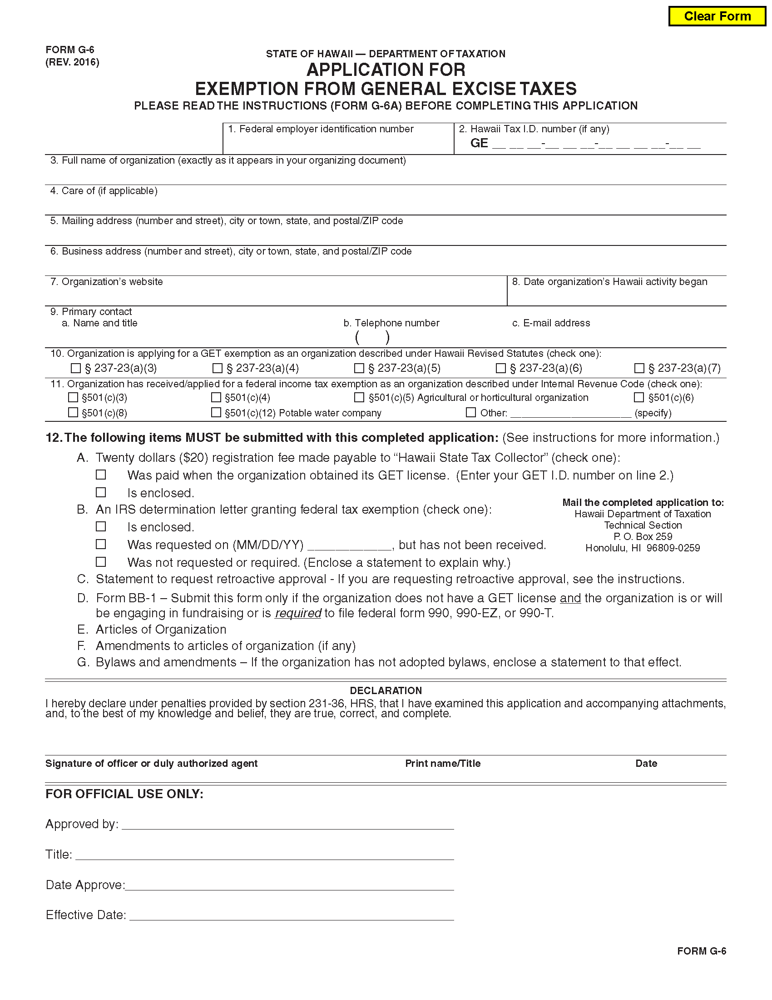 Clear Form
FORM G-6
(REV. 2016)
STATE OF HAWAII — DEPARTMENT OF TAXATION
APPLICATION FOR
EXEMPTION FROM GENERAL EXCISE TAXES
PLEASE READ THE INSTRUCTIONS (FORM G-6A) BEFORE COMPLETING THIS APPLICATION
1. Federal employer identification number
2. Hawaii Tax I.D. number (if any)
GE __ __ __-__ __ __-__ __ __ __-__ __
3. Full name of organization (exactly as it appears in your organizing document)
4. Care of (if applicable)
5. Mailing address (number and street), city or town, state, and postal/ZIP code
6. Business address (number and street), city or town, state, and postal/ZIP code
7. Organization's website
8. Date organization's Hawaii activity began
9. Primary contact
a. Name and title
b. Telephone number
c. E-mail address
( )
10. Organization is applying for a GET exemption as an organization described under Hawaii Revised Statutes (check one):
☐ § 237-23(a)(3) ☐ § 237-23(a)(4) ☐ § 237-23(a)(5) ☐ § 237-23(a)(6) ☐ § 237-23(a)(7)
11. Organization has received/applied for a federal income tax exemption as an organization described under Internal Revenue Code (check one):
☐ §501(c)(3) ☐ §501(c)(4) ☐ §501(c)(5) Agricultural or horticultural organization ☐ §501(c)(6)
☐ §501(c)(8) ☐ §501(c)(12) Potable water company ☐ Other: ______________________ (specify)
12. The following items MUST be submitted with this completed application: (See instructions for more information.)
A. Twenty dollars ($20) registration fee made payable to “Hawaii State Tax Collector” (check one):
☐ Was paid when the organization obtained its GET license. (Enter your GET I.D. number on line 2.)
☐ Is enclosed.
B. An IRS determination letter granting federal tax exemption (check one):
☐ Is enclosed.
☐ Was requested on (MM/DD/YY) ____________, but has not been received.
☐ Was not requested or required. (Enclose a statement to explain why.)
Mail the completed application to:
Hawaii Department of Taxation
Technical Section
P. O. Box 259
Honolulu, HI 96809-0259
C. Statement to request retroactive approval - If you are requesting retroactive approval, see the instructions.
D. Form BB-1 – Submit this form only if the organization does not have a GET license and the organization is or will
be engaging in fundraising or is required to file federal form 990, 990-EZ, or 990-T.
E. Articles of Organization
F. Amendments to articles of organization (if any)
G. Bylaws and amendments – If the organization has not adopted bylaws, enclose a statement to that effect.
DECLARATION
I hereby declare under penalties provided by section 231-36, HRS, that I have examined this application and accompanying attachments,
and, to the best of my knowledge and belief, they are true, correct, and complete.
Signature of officer or duly authorized agent
Print name/Title
Date
FOR OFFICIAL USE ONLY:
Approved by: ____________________
Title: ____________________
Date Approve:____________________
Effective Date: ____________________
FORM G-6